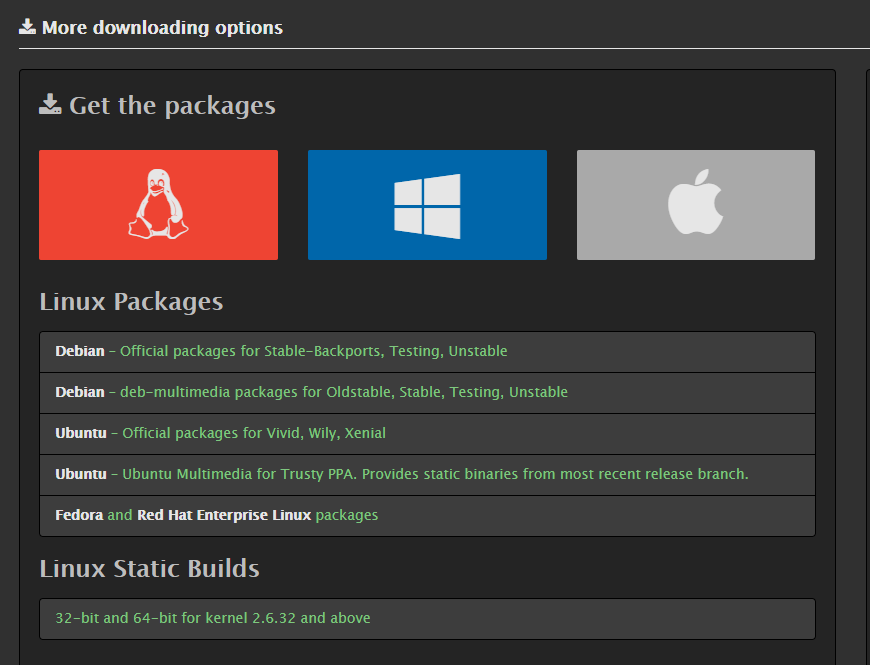 More downloading options
Get the packages
Linux Packages
Debian – Official packages for Stable-Backports, Testing, Unstable
Debian – deb-multimedia packages for Oldstable, Stable, Testing, Unstable
Ubuntu – Official packages for Vivid, Wily, Xenial
Ubuntu – Ubuntu Multimedia for Trusty PPA. Provides static binaries from most recent release branch.
Fedora and Red Hat Enterprise Linux packages
Linux Static Builds
32-bit and 64-bit for kernel 2.6.32 and above